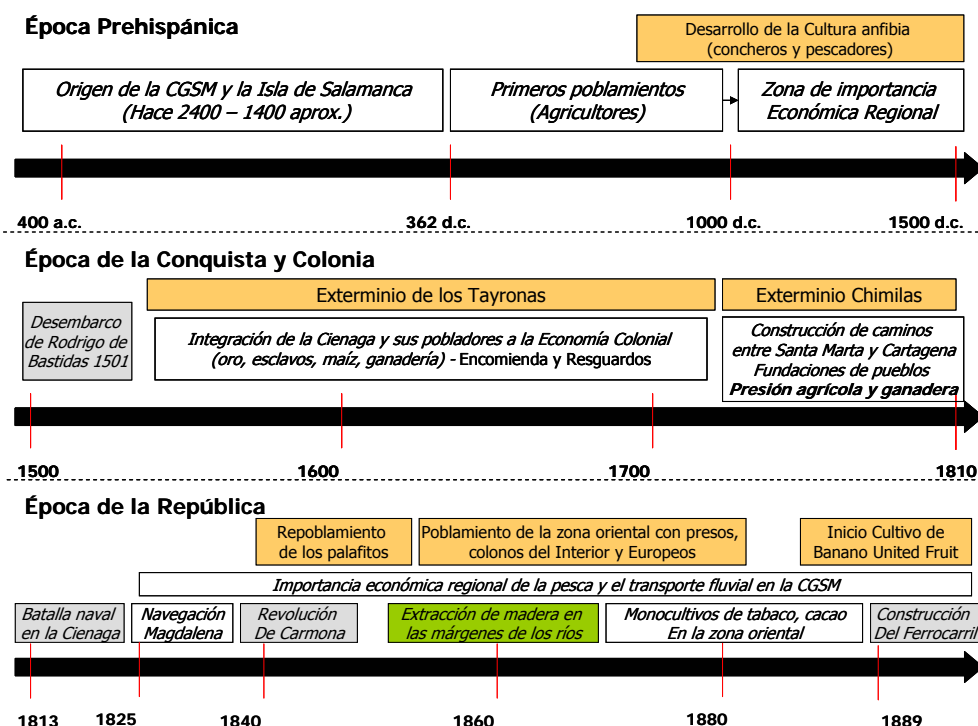 Época Prehispánica
Desarrollo de la Cultura anfibia
(concheros y pescadores)
Origen de la CGSM y la Isla de Salamanca
(Hace 2400 – 1400 aprox.)
Primeros poblamientos
(Agricultores)
Zona de importancia
Económica Regional
400 a.c.
362 d.c.
1000 d.c.
1500 d.c.
Época de la Conquista y Colonia
Exterminio de los Tayronas
Exterminio Chimilas
Desembarco
de Rodrigo de
Bastidas 1501
Integración de la Cienaga y sus pobladores a la Economía Colonial
(oro, esclavos, maíz, ganadería) - Encomienda y Resguardos
Construcción de caminos
entre Santa Marta y Cartagena
Fundaciones de pueblos
Presión agrícola y ganadera
1500
1600
1700
1810
Época de la República
Repoblamiento
de los palafitos
Poblamiento de la zona oriental con presos,
colonos del Interior y Europeos
Inicio Cultivo de
Banano United Fruit
Importancia económica regional de la pesca y el transporte fluvial en la CGSM
Batalla naval
en la Cienaga
Navegación
Magdalena
Revolución
De Carmona
Extracción de madera en
las márgenes de los ríos
Monocultivos de tabaco, cacao
En la zona oriental
Construcción
Del Ferrocarril
1813
1825
1840
1860
1880
1889